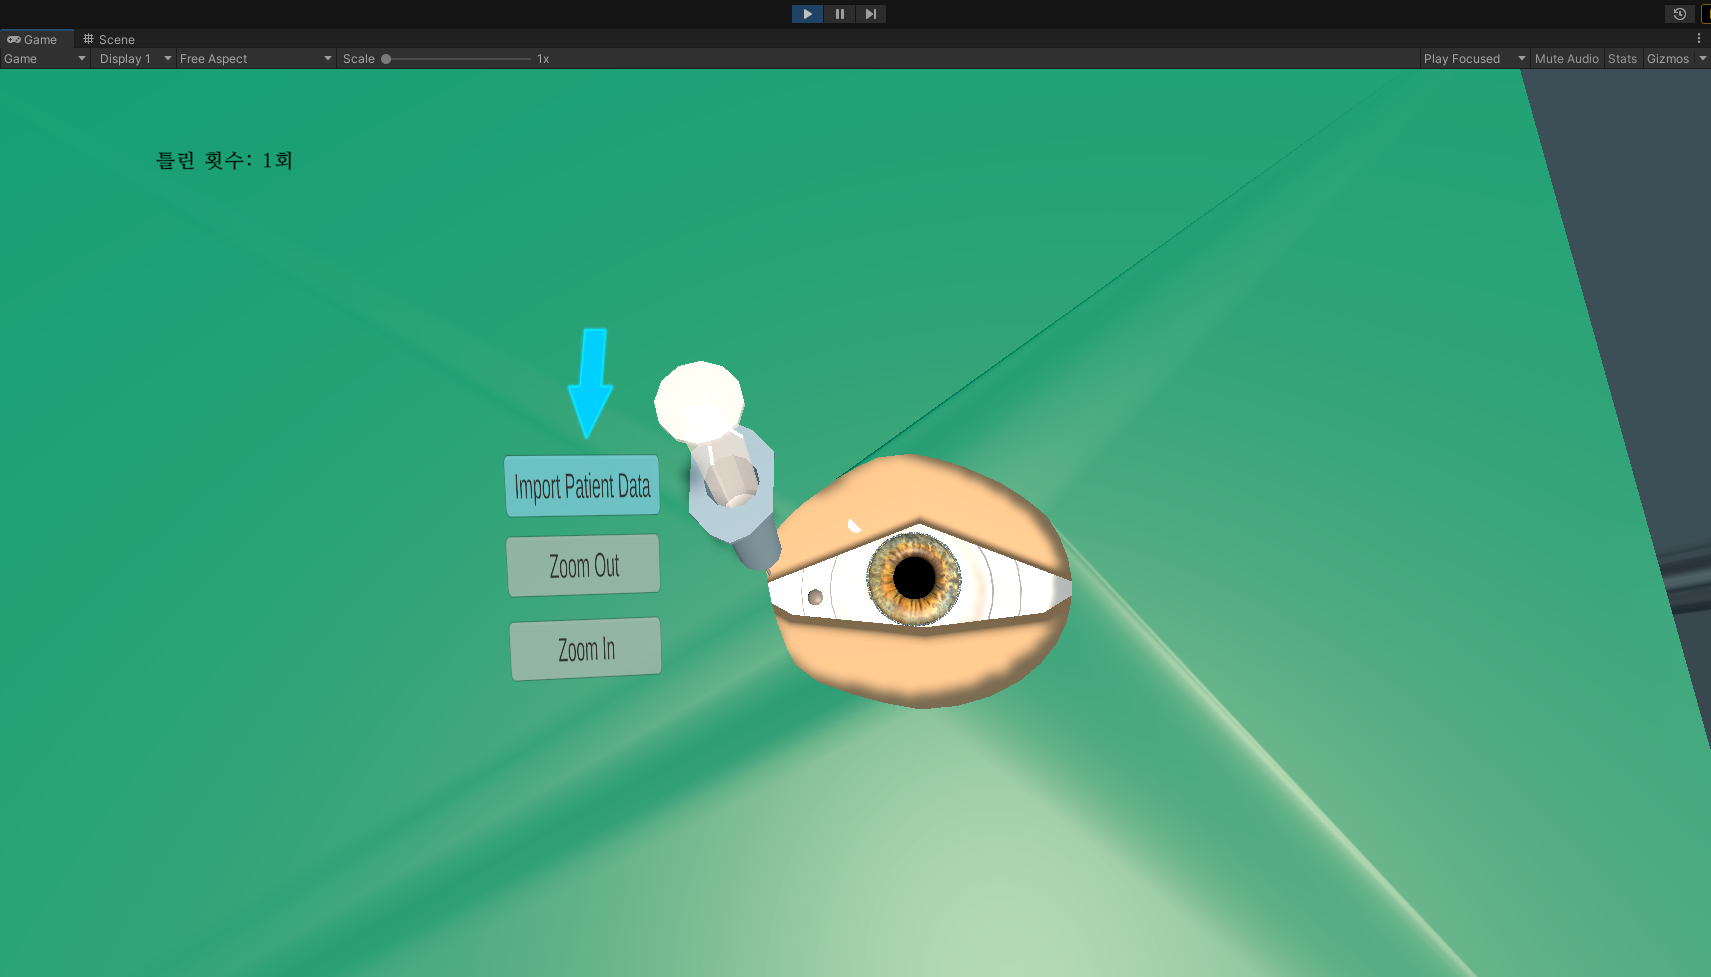 Game
Scene
Game
Display 1
Free Aspect
Scale
1x
Play Focused
Mute Audio
Stats
Gizmos
틀린 횟수: 1회
Import Patient Data
Zoom Out
Zoom In